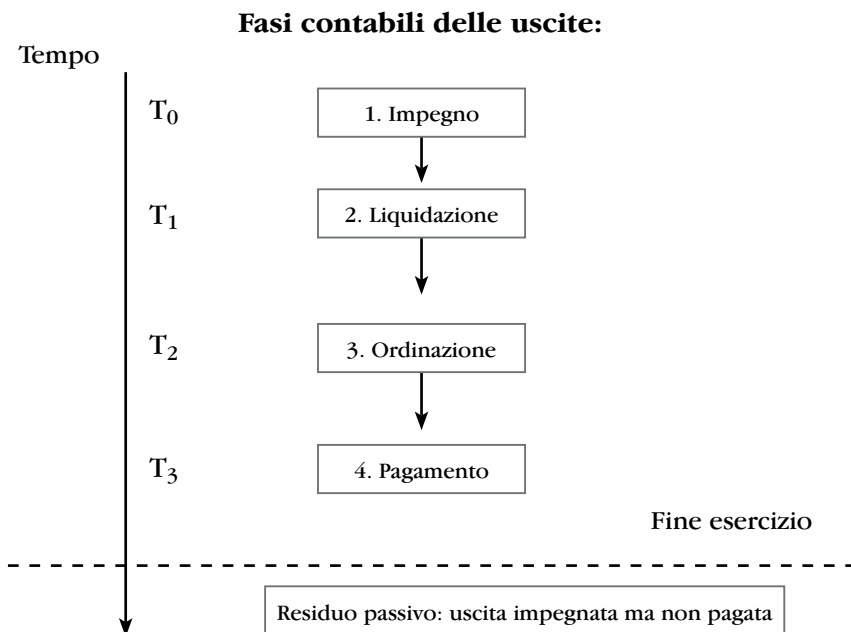 Fasi contabili delle uscite:
Tempo
T0
1. Impegno
T1
2. Liquidazione
T2
3. Ordinazione
T3
4. Pagamento
Fine esercizio
Residuo passivo: uscita impegnata ma non pagata